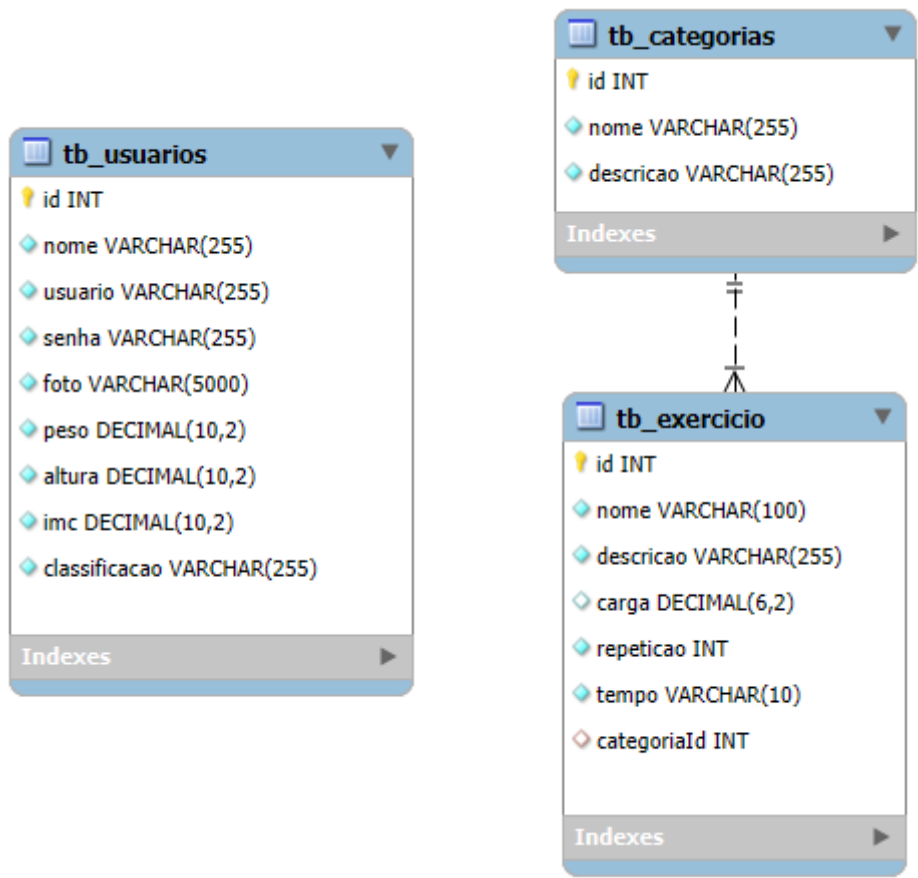 tb_usuarios
id INT
nome VARCHAR(255)
usuario VARCHAR(255)
senha VARCHAR(255)
foto VARCHAR(5000)
peso DECIMAL(10,2)
altura DECIMAL(10,2)
imc DECIMAL(10,2)
classificacao VARCHAR(255)
Indexes
tb_categorias
id INT
nome VARCHAR(255)
descricao VARCHAR(255)
Indexes
tb_exercicio
id INT
nome VARCHAR(100)
descricao VARCHAR(255)
carga DECIMAL(6,2)
repeticao INT
tempo VARCHAR(10)
categoriaId INT
Indexes